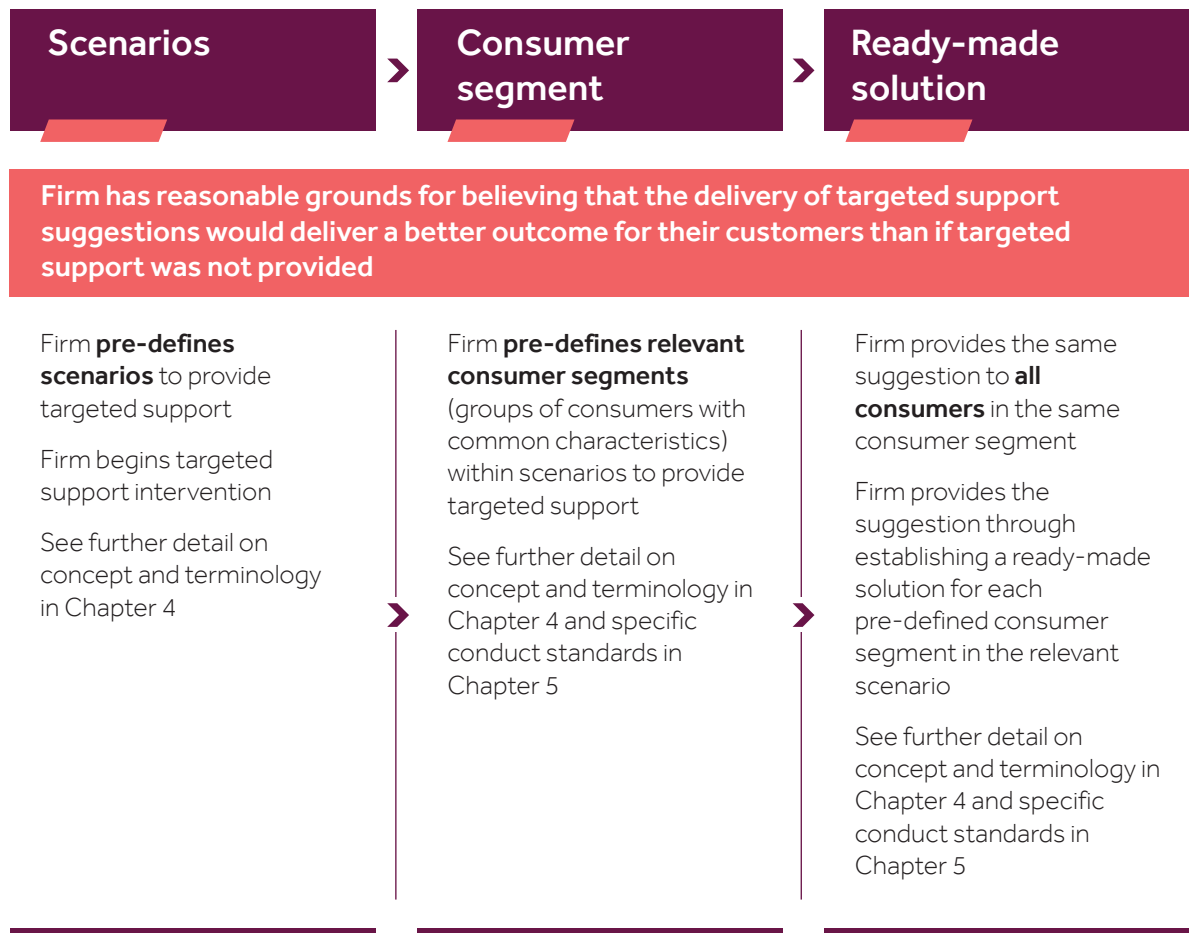 Scenarios
Consumer
segment
Ready-made
solution
Firm has reasonable grounds for believing that the delivery of targeted support
suggestions would deliver a better outcome for their customers than if targeted
support was not provided
Firm pre-defines
scenarios to provide
targeted support
Firm begins targeted
support intervention
See further detail on
concept and terminology
in Chapter 4
Firm pre-defines relevant
consumer segments
(groups of consumers with
common characteristics)
within scenarios to provide
targeted support
See further detail on
concept and terminology in
Chapter 4 and specific
conduct standards in
Chapter 5
Firm provides the same
suggestion to all
consumers in the same
consumer segment
Firm provides the
suggestion through
establishing a ready-made
solution for each
pre-defined consumer
segment in the relevant
scenario
See further detail on
concept and terminology in
Chapter 4 and specific
conduct standards in
Chapter 5